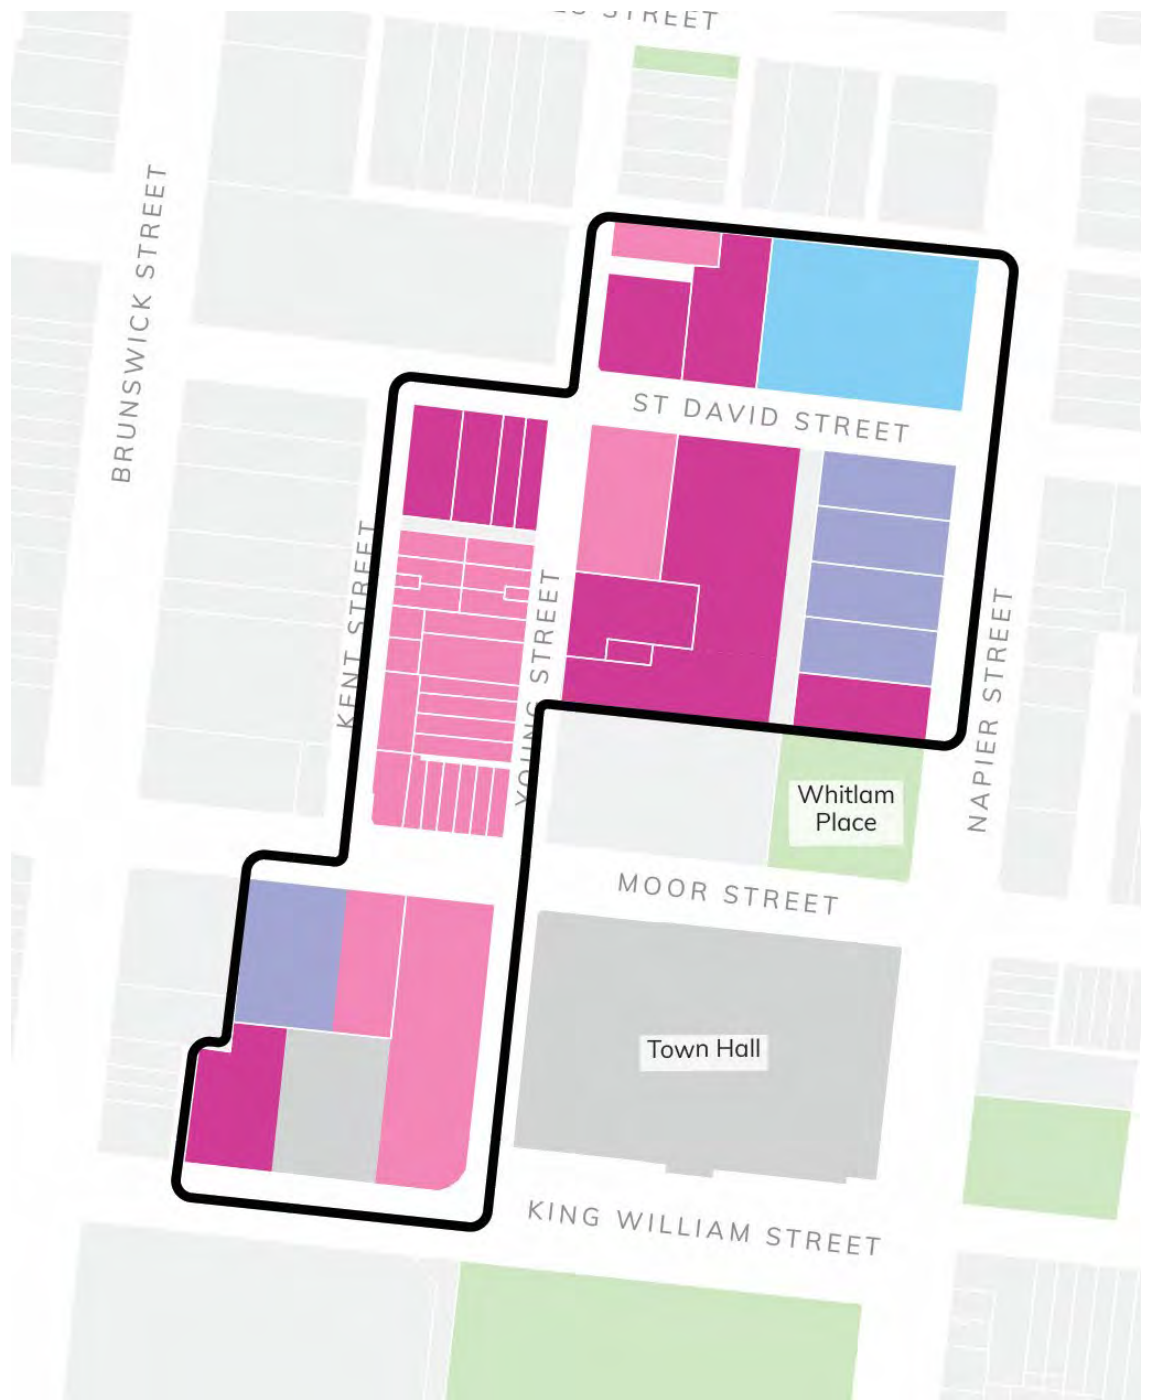 STREET
BRUNSWICK STREET
ST DAVID STREET
KENT STREET
YOUNG STREET
NAPIER STREET
Whitlam
Place
MOOR STREET
Town Hall
KING WILLIAM STREET